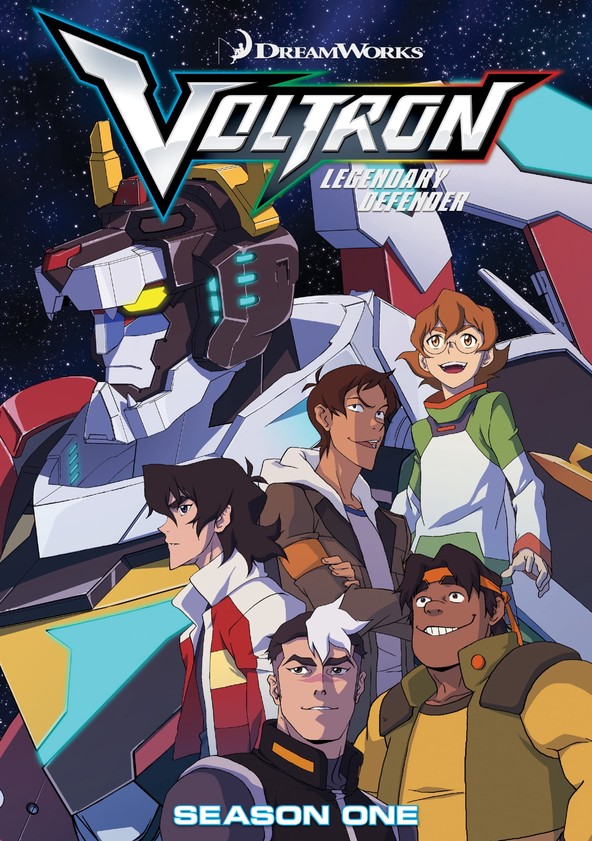 DREAMWORKS
VOLTRON
LEGENDARY
DEFENDER
SEASON ONE